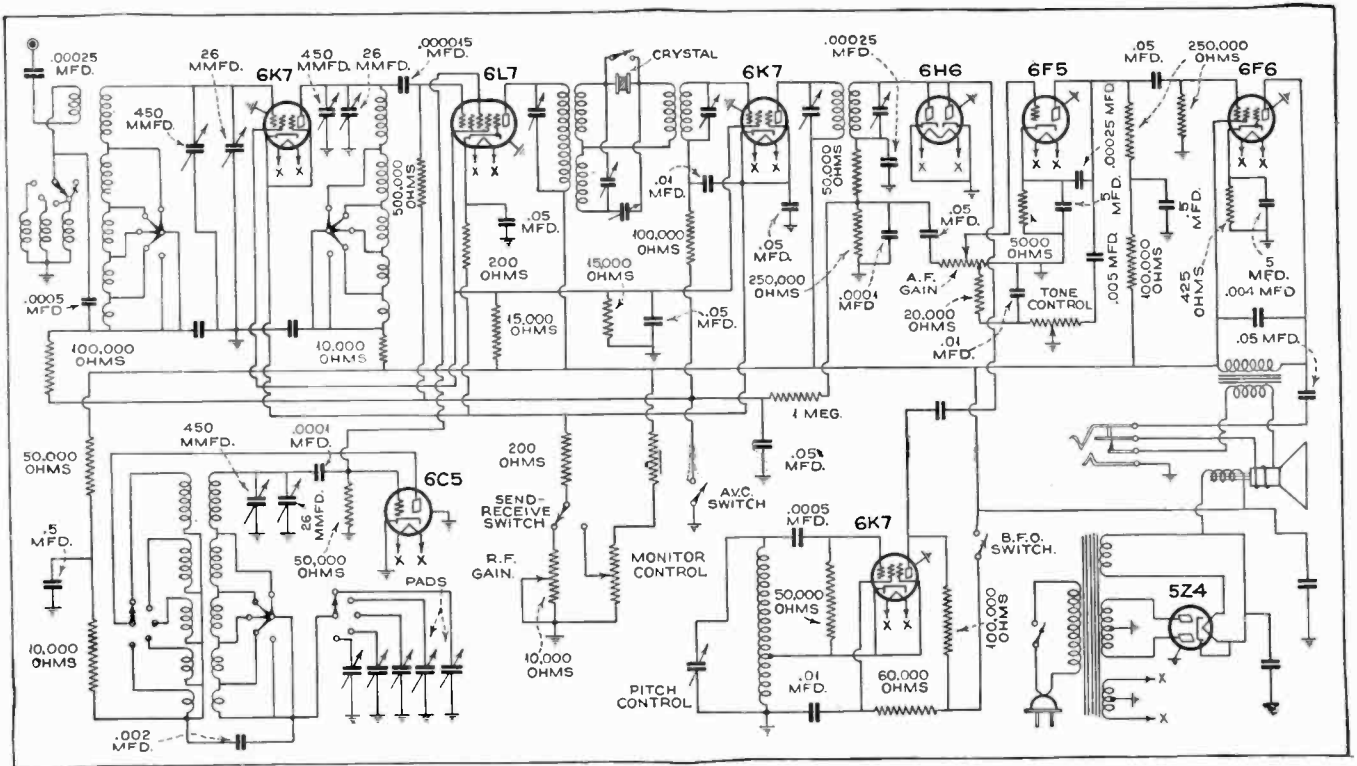 .00025
MFD.
26
MMFD.
450
MMFD.
6K7
450
MMFD.
26
MMFD.
.000015
MFD.
6L7
CRYSTAL
6K7
.00025
MFD.
6H6
6F5
.05
MFD.
250,000
OHMS
6F6
X X
X X
X X
X X
X X
X X
500,000
OHMS
.05
MFD.
.01
MFD.
50,000
OHMS
.00025 MFD.
5
MFD.
.5
MFD.
200
OHMS
100,000
OHMS
.05
MFD.
.05
MFD.
250,000
OHMS
.0001
MFD.
A.F.
GAIN
5000
OHMS
.005 MFD.
100,000
OHMS
425
OHMS
5
MFD.
.004 MFD
.0005
MFD
15,000
OHMS
15,000
OHMS
.05
MFD.
20,000
OHMS
.01
MFD.
TONE
CONTROL
.05 MFD.
100,000
OHMS
10,000
OHMS
1 MEG.
50,000
OHMS
450
MMFD.
.0001
MFD.
26
MMFD.
6C5
X X
50,000
OHMS
200
OHMS
SEND-
RECEIVE
SWITCH
R.F.
GAIN
10,000
OHMS
MONITOR
CONTROL
A.V.C.
SWITCH
.05
MFD.
.0005
MFD.
6K7
X X
B.F.O.
SWITCH.
.5
MFD.
PADS
50,000
OHMS
100,000
OHMS
5Z4
10,000
OHMS
PITCH
CONTROL
.01
MFD.
60,000
OHMS
X
X
.002
MFD.